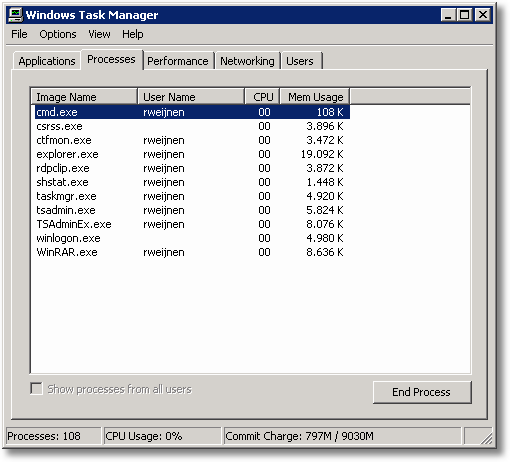 Windows Task Manager
File Options View Help
Applications Processes Performance Networking Users
Image Name User Name CPU Mem Usage
cmd.exe rweijnen 00 108 K
csrss.exe 00 3.896 K
ctfmon.exe rweijnen 00 3.472 K
explorer.exe rweijnen 00 19.092 K
rdpclip.exe rweijnen 00 3.872 K
shstat.exe rweijnen 00 1.448 K
taskmgr.exe rweijnen 00 4.920 K
tsadmin.exe rweijnen 00 5.824 K
TSAdminEx.exe rweijnen 00 8.076 K
winlogon.exe 00 4.980 K
WinRAR.exe rweijnen 00 8.636 K
Show processes from all users
End Process
Processes: 108 CPU Usage: 0% Commit Charge: 797M / 9030M